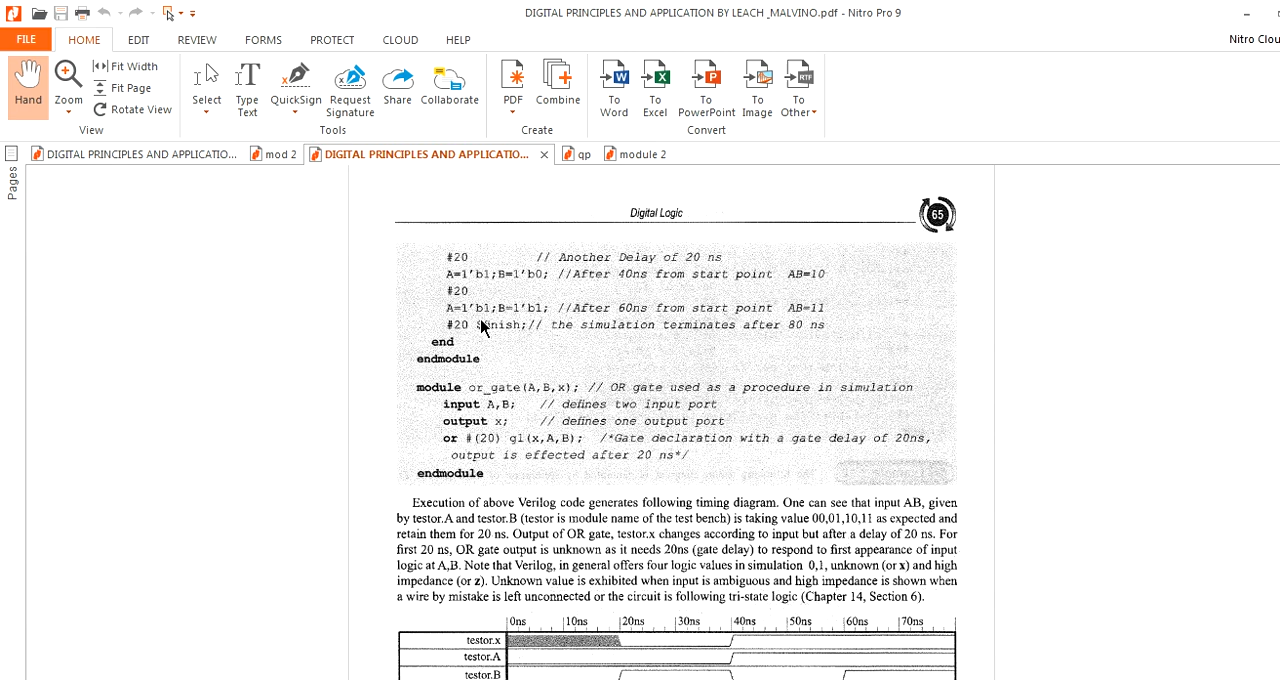 DIGITAL PRINCIPLES AND APPLICATION BY LEACH _MALVINO.pdf - Nitro Pro 9
FILE HOME EDIT REVIEW FORMS PROTECT CLOUD HELP Nitro Clou
Hand Zoom Fit Width Fit Page Rotate View
Select Type Text QuickSign Request Signature Share Collaborate
PDF Combine
To Word To Excel To PowerPoint To Image To Other
View Tools Create Convert
DIGITAL PRINCIPLES AND APPLICATIO... mod 2 DIGITAL PRINCIPLES AND APPLICATIO... qp module 2
Pages
Digital Logic 65
#20 // Another Delay of 20 ns
A=1'b1;B=1'b0; //After 40ns from start point AB=10
#20
A=1'b1;B=1'b1; //After 60ns from start point AB=11
#20 nish;// the simulation terminates after 80 ns
end
endmodule
module or_gate(A,B,x); // OR gate used as a procedure in simulation
input A,B; // defines two input port
output x; // defines one output port
or #(20) g1(x,A,B); /*Gate declaration with a gate delay of 20ns,
output is effected after 20 ns*/
endmodule
Execution of above Verilog code generates following timing diagram. One can see that input AB, given
by testor.A and testor.B (testor is module name of the test bench) is taking value 00,01,10,11 as expected and
retain them for 20 ns. Output of OR gate, testor.x changes according to input but after a delay of 20 ns. For
first 20 ns, OR gate output is unknown as it needs 20ns (gate delay) to respond to first appearance of input
logic at A,B. Note that Verilog, in general offers four logic values in simulation 0,1, unknown (or x) and high
impedance (or z). Unknown value is exhibited when input is ambiguous and high impedance is shown when
a wire by mistake is left unconnected or the circuit is following tri-state logic (Chapter 14, Section 6).
0ns 10ns 20ns 30ns 40ns 50ns 60ns 70ns
testor.x
testor.A
testor.B